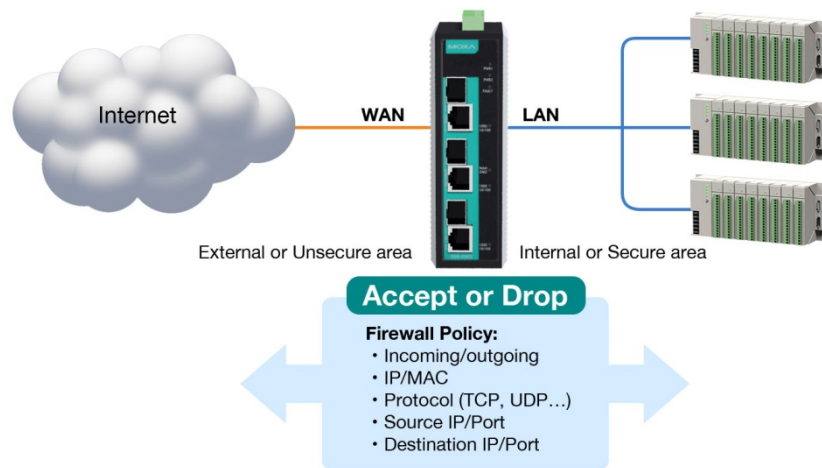 MOXA
Internet
WAN
LAN
External or Unsecure area
Internal or Secure area
Accept or Drop
Firewall Policy:
• Incoming/outgoing
• IP/MAC
• Protocol (TCP, UDP…)
• Source IP/Port
• Destination IP/Port